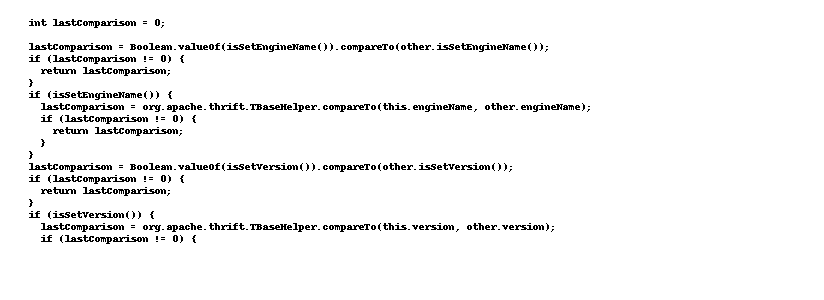 int lastComparison = 0;

lastComparison = Boolean.valueOf(isSetEngineName()).compareTo(other.isSetEngineName());
if (lastComparison != 0) {
  return lastComparison;
}
if (isSetEngineName()) {
  lastComparison = org.apache.thrift.TBaseHelper.compareTo(this.engineName, other.engineName);
  if (lastComparison != 0) {
    return lastComparison;
  }
}
lastComparison = Boolean.valueOf(isSetVersion()).compareTo(other.isSetVersion());
if (lastComparison != 0) {
  return lastComparison;
}
if (isSetVersion()) {
  lastComparison = org.apache.thrift.TBaseHelper.compareTo(this.version, other.version);
  if (lastComparison != 0) {